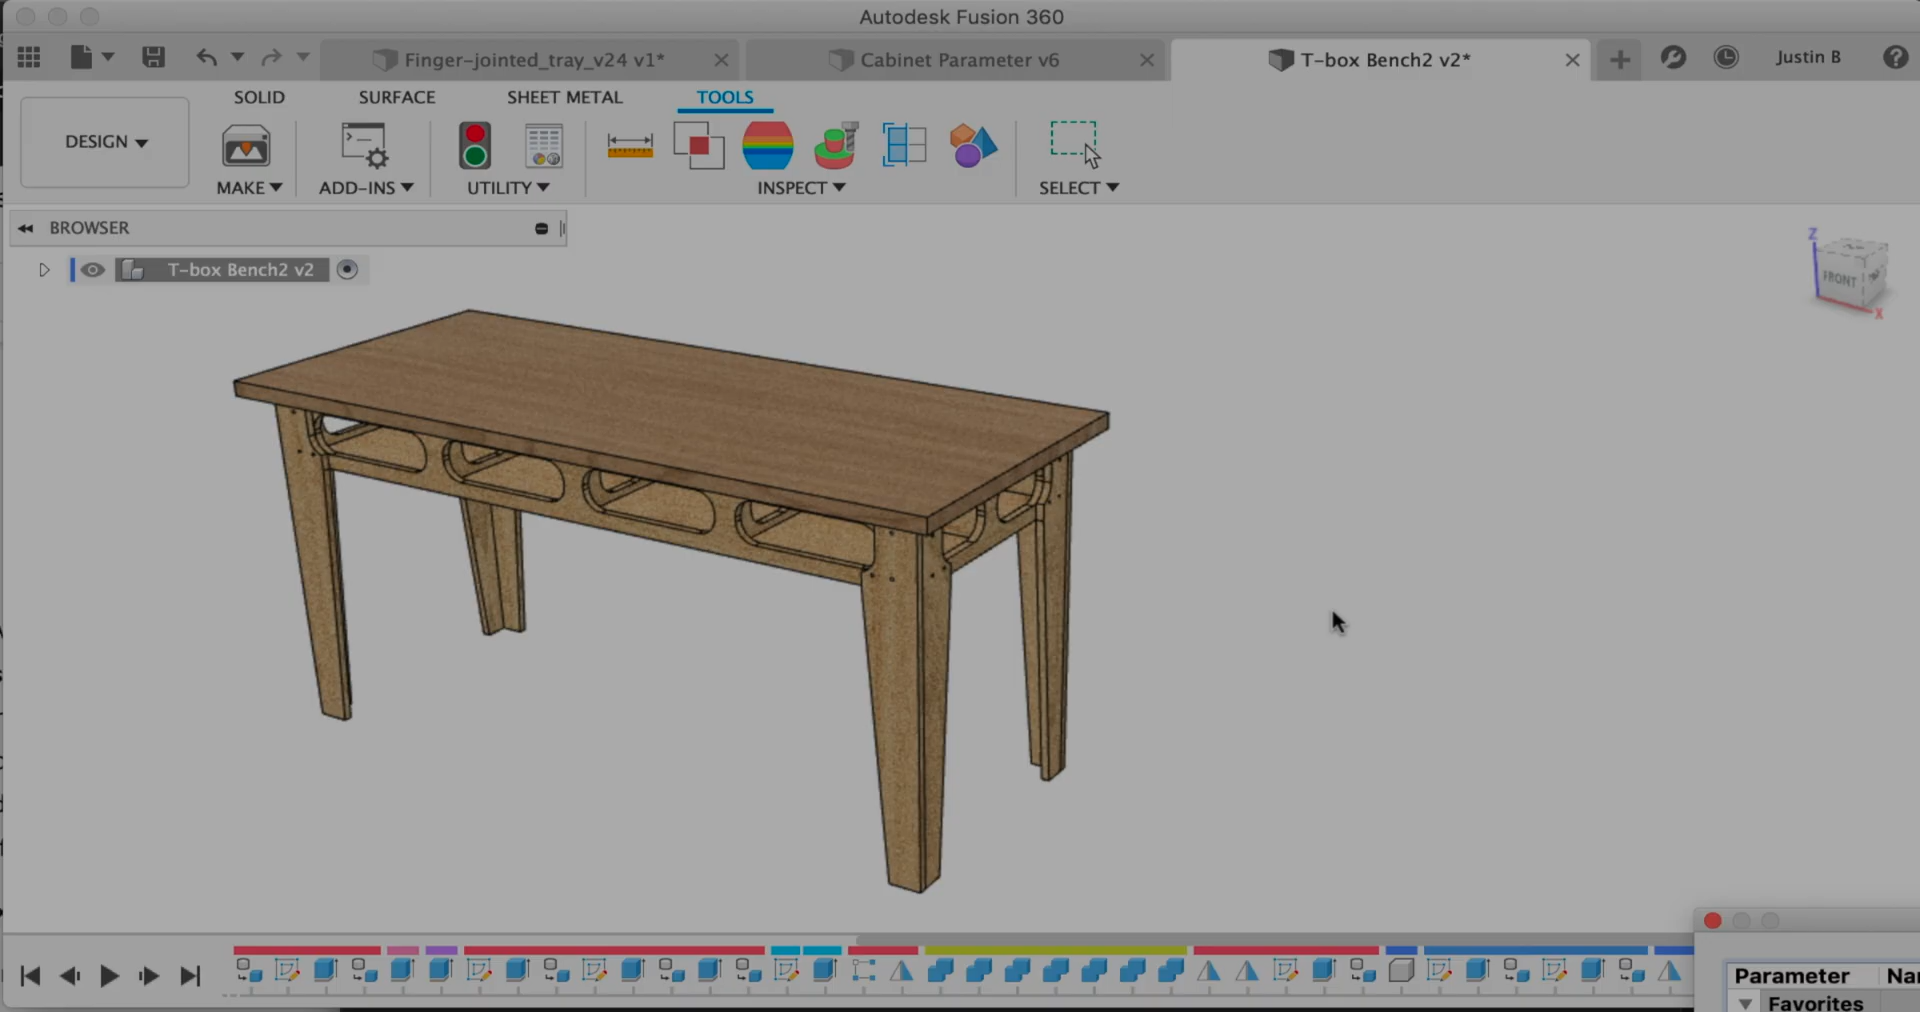 Autodesk Fusion 360
Finger-jointed_tray_v24 v1*
Cabinet Parameter v6
T-box Bench2 v2*
Justin B
SOLID
SURFACE
SHEET METAL
TOOLS
DESIGN
MAKE
ADD-INS
UTILITY
INSPECT
SELECT
BROWSER
T-box Bench2 v2
Z
FRONT
X
Parameter
Favorites